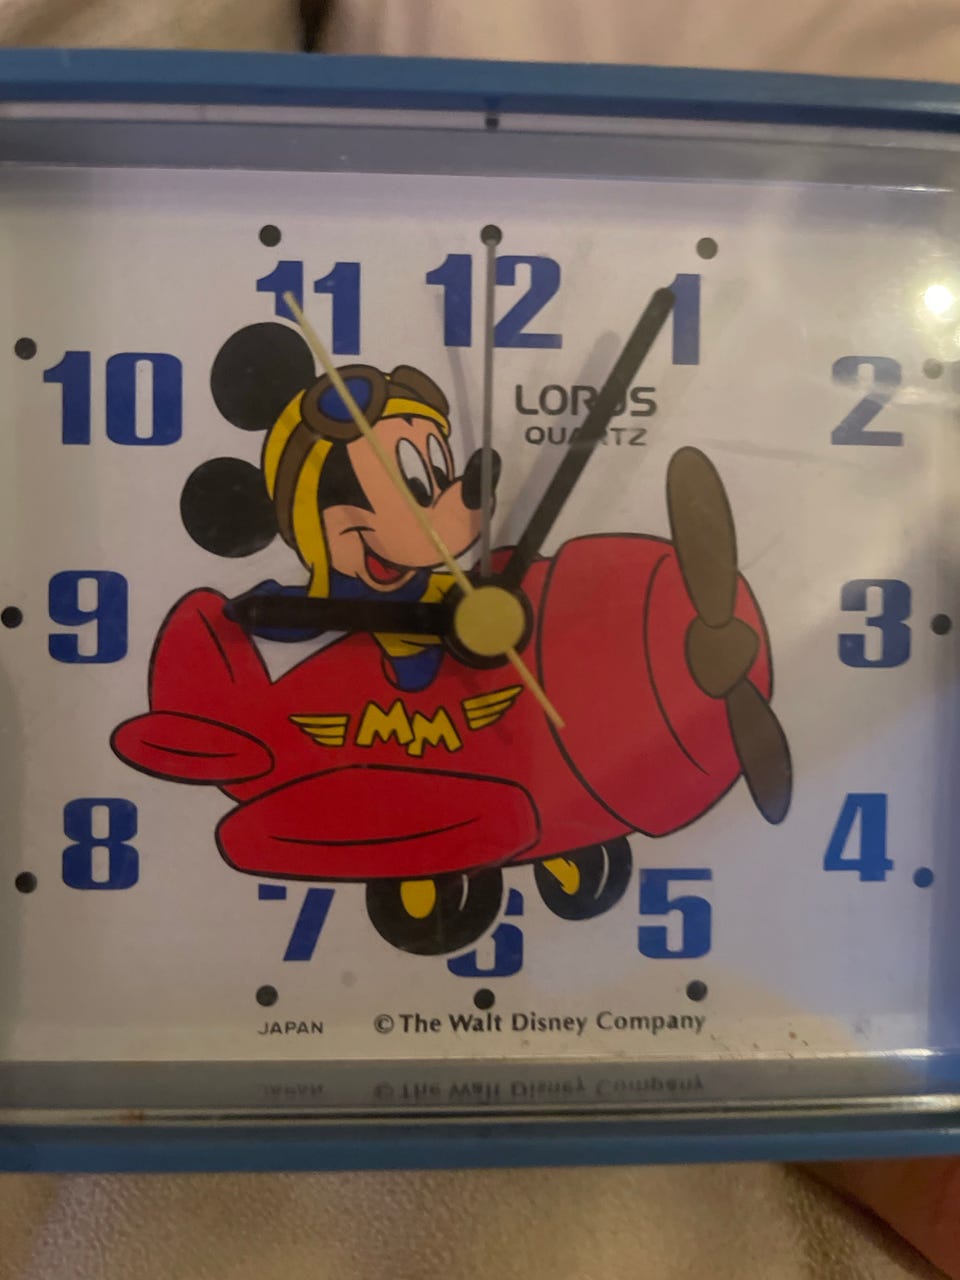 11 12 1
10 2
LORUS
QUARTZ
9 3
MM
8 4
7 6 5
JAPAN © The Walt Disney Company